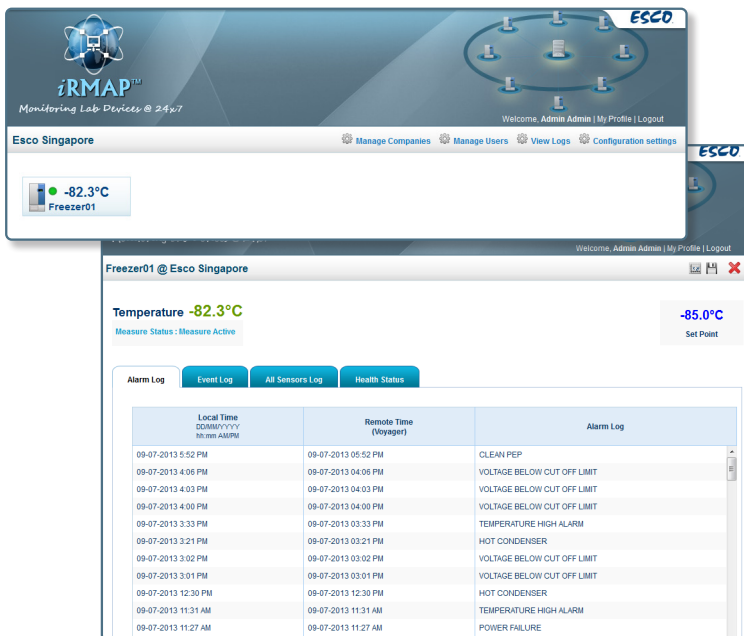 ESCO
iRMAP™
Monitoring Lab Devices @ 24x7
Welcome, Admin Admin | My Profile | Logout
Esco Singapore
Manage Companies Manage Users View Logs Configuration settings
-82.3°C
Freezer01
ESCO
Welcome, Admin Admin | My Profile | Logout
Freezer01 @ Esco Singapore
Temperature -82.3°C
Measure Status : Measure Active
-85.0°C
Set Point
Alarm Log Event Log All Sensors Log Health Status
Local Time
DD/MM/YYYY
hh:mm AM/PM
Remote Time
(Voyager)
Alarm Log
09-07-2013 5:52 PM 09-07-2013 05:52 PM CLEAN PEP
09-07-2013 4:06 PM 09-07-2013 04:06 PM VOLTAGE BELOW CUT OFF LIMIT
09-07-2013 4:03 PM 09-07-2013 04:03 PM VOLTAGE BELOW CUT OFF LIMIT
09-07-2013 4:00 PM 09-07-2013 04:00 PM VOLTAGE BELOW CUT OFF LIMIT
09-07-2013 3:33 PM 09-07-2013 03:33 PM TEMPERATURE HIGH ALARM
09-07-2013 3:21 PM 09-07-2013 03:21 PM HOT CONDENSER
09-07-2013 3:02 PM 09-07-2013 03:02 PM VOLTAGE BELOW CUT OFF LIMIT
09-07-2013 3:01 PM 09-07-2013 03:01 PM VOLTAGE BELOW CUT OFF LIMIT
09-07-2013 12:30 PM 09-07-2013 12:30 PM HOT CONDENSER
09-07-2013 11:31 AM 09-07-2013 11:31 AM TEMPERATURE HIGH ALARM
09-07-2013 11:27 AM 09-07-2013 11:27 AM POWER FAILURE